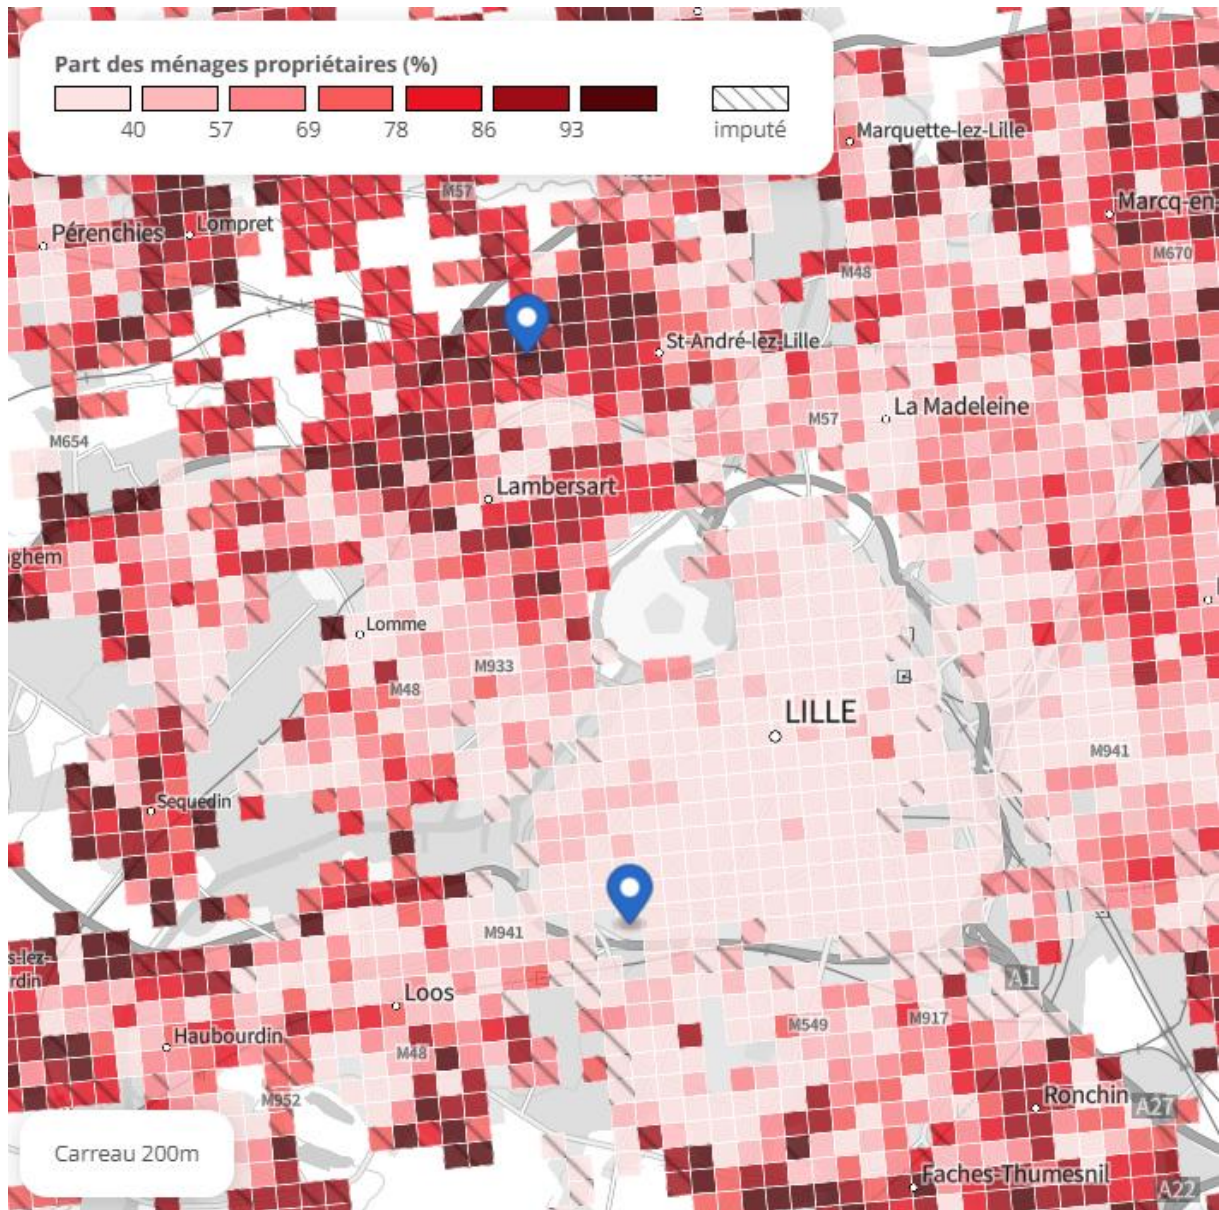 Part des ménages propriétaires (%)
40 57 69 78 86 93 imputé
Marquette-lez-Lille
M57
Marcq-en-
Lompret
Pérenchies
M670
M48
St-André-lez-Lille
La Madeleine
M57
M654
Lambersart
ghem
Lomme
M933
M48
LILLE
M941
Sequedin
M941
s-lez-
rdin
A1
Loos
M549
M917
Haubourdin
M48
M952
Ronchin
A27
Carreau 200m
Faches-Thumesnil
A22